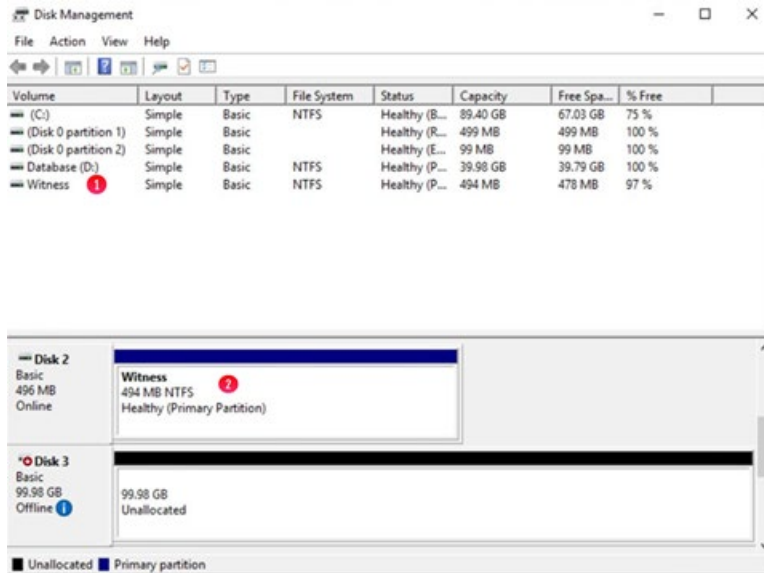 Disk Management
File Action View Help
Volume Layout Type File System Status Capacity Free Spa... % Free
(C:) Simple Basic NTFS Healthy (B... 89.40 GB 67.03 GB 75 %
(Disk 0 partition 1) Simple Basic Healthy (R... 499 MB 499 MB 100 %
(Disk 0 partition 2) Simple Basic Healthy (E... 99 MB 99 MB 100 %
Database (D:) Simple Basic NTFS Healthy (P... 39.98 GB 39.79 GB 100 %
Witness 1 Simple Basic NTFS Healthy (P... 494 MB 478 MB 97 %
Disk 2
Basic
496 MB
Online
Witness 2
494 MB NTFS
Healthy (Primary Partition)
Disk 3
Basic
99.98 GB
Offline i
99.98 GB
Unallocated
Unallocated Primary partition